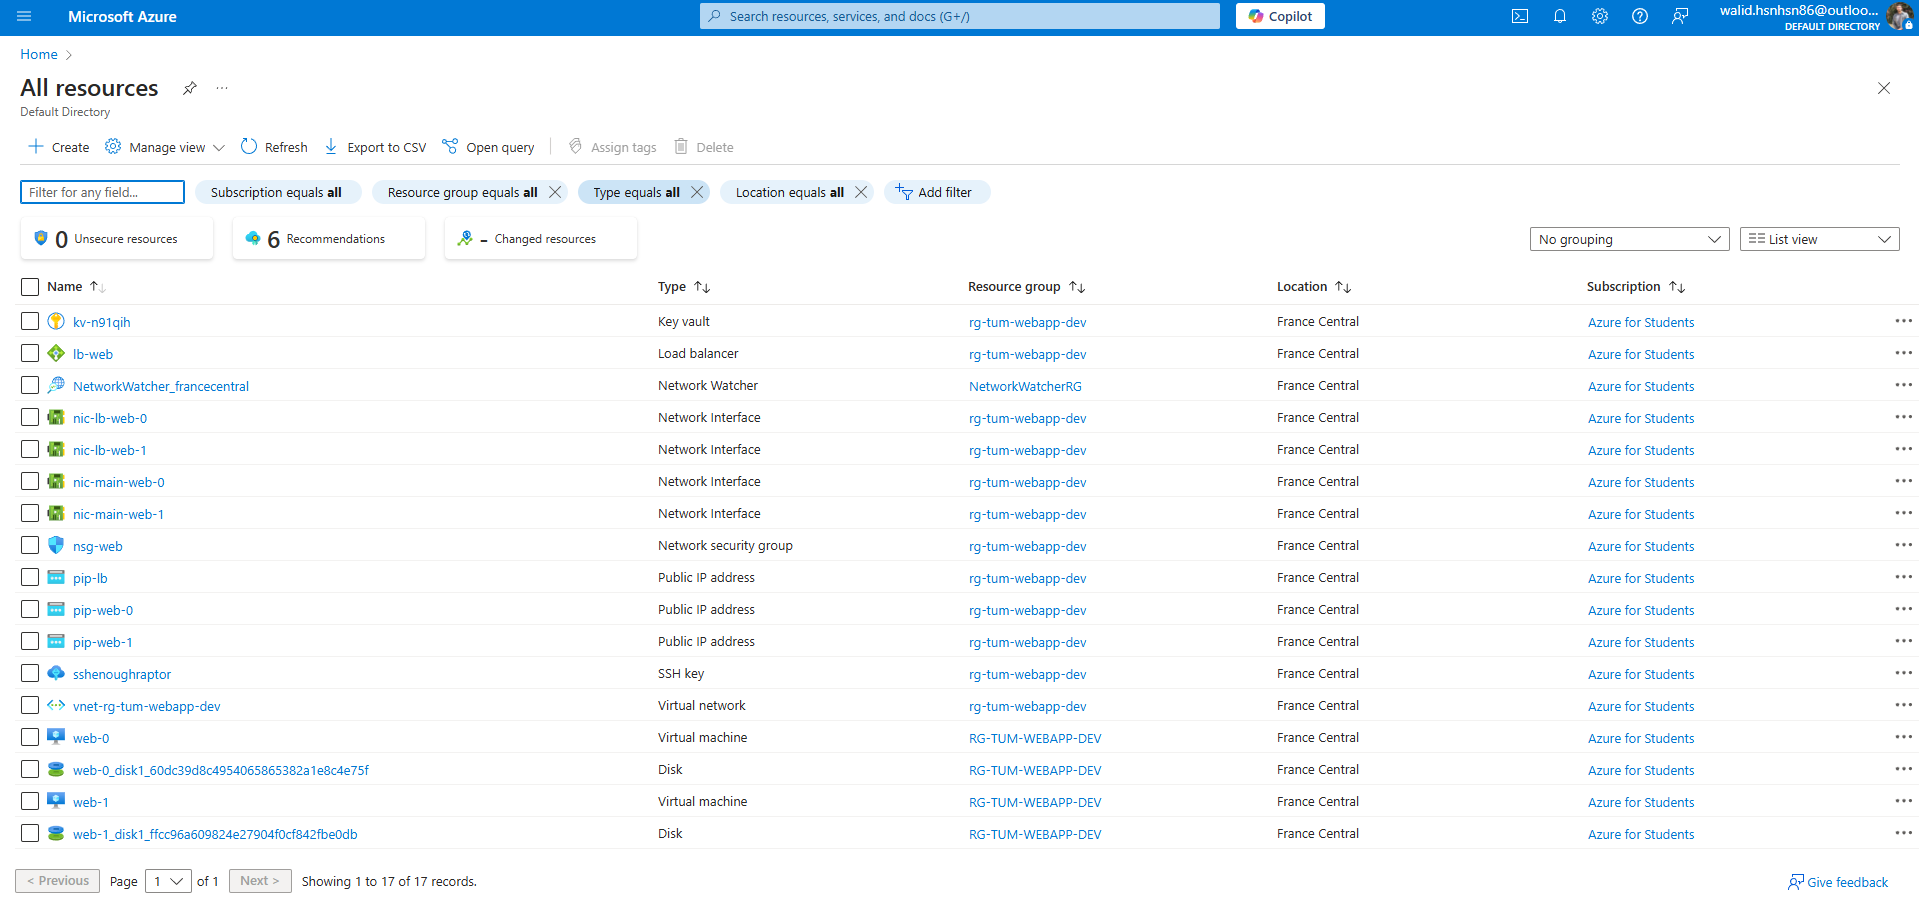 Microsoft Azure
Search resources, services, and docs (G+/)
Copilot
walid.hsnhsn86@outloo...
DEFAULT DIRECTORY
Home
All resources
Default Directory
Create Manage view Refresh Export to CSV Open query Assign tags Delete
Filter for any field... Subscription equals all Resource group equals all Type equals all Location equals all Add filter
0 Unsecure resources 6 Recommendations - Changed resources No grouping List view
Name Type Resource group Location Subscription
kv-n91qih Key vault rg-tum-webapp-dev France Central Azure for Students
lb-web Load balancer rg-tum-webapp-dev France Central Azure for Students
NetworkWatcher_francecentral Network Watcher NetworkWatcherRG France Central Azure for Students
nic-lb-web-0 Network Interface rg-tum-webapp-dev France Central Azure for Students
nic-lb-web-1 Network Interface rg-tum-webapp-dev France Central Azure for Students
nic-main-web-0 Network Interface rg-tum-webapp-dev France Central Azure for Students
nic-main-web-1 Network Interface rg-tum-webapp-dev France Central Azure for Students
nsg-web Network security group rg-tum-webapp-dev France Central Azure for Students
pip-lb Public IP address rg-tum-webapp-dev France Central Azure for Students
pip-web-0 Public IP address rg-tum-webapp-dev France Central Azure for Students
pip-web-1 Public IP address rg-tum-webapp-dev France Central Azure for Students
sshenoughraptor SSH key rg-tum-webapp-dev France Central Azure for Students
vnet-rg-tum-webapp-dev Virtual network rg-tum-webapp-dev France Central Azure for Students
web-0 Virtual machine RG-TUM-WEBAPP-DEV France Central Azure for Students
web-0_disk1_60dc39d8c4954065865382a1e8c4e75f Disk RG-TUM-WEBAPP-DEV France Central Azure for Students
web-1 Virtual machine RG-TUM-WEBAPP-DEV France Central Azure for Students
web-1_disk1_ffcc96a609824e27904f0cf842fbe0db Disk RG-TUM-WEBAPP-DEV France Central Azure for Students
< Previous Page 1 of 1 Next > Showing 1 to 17 of 17 records. Give feedback